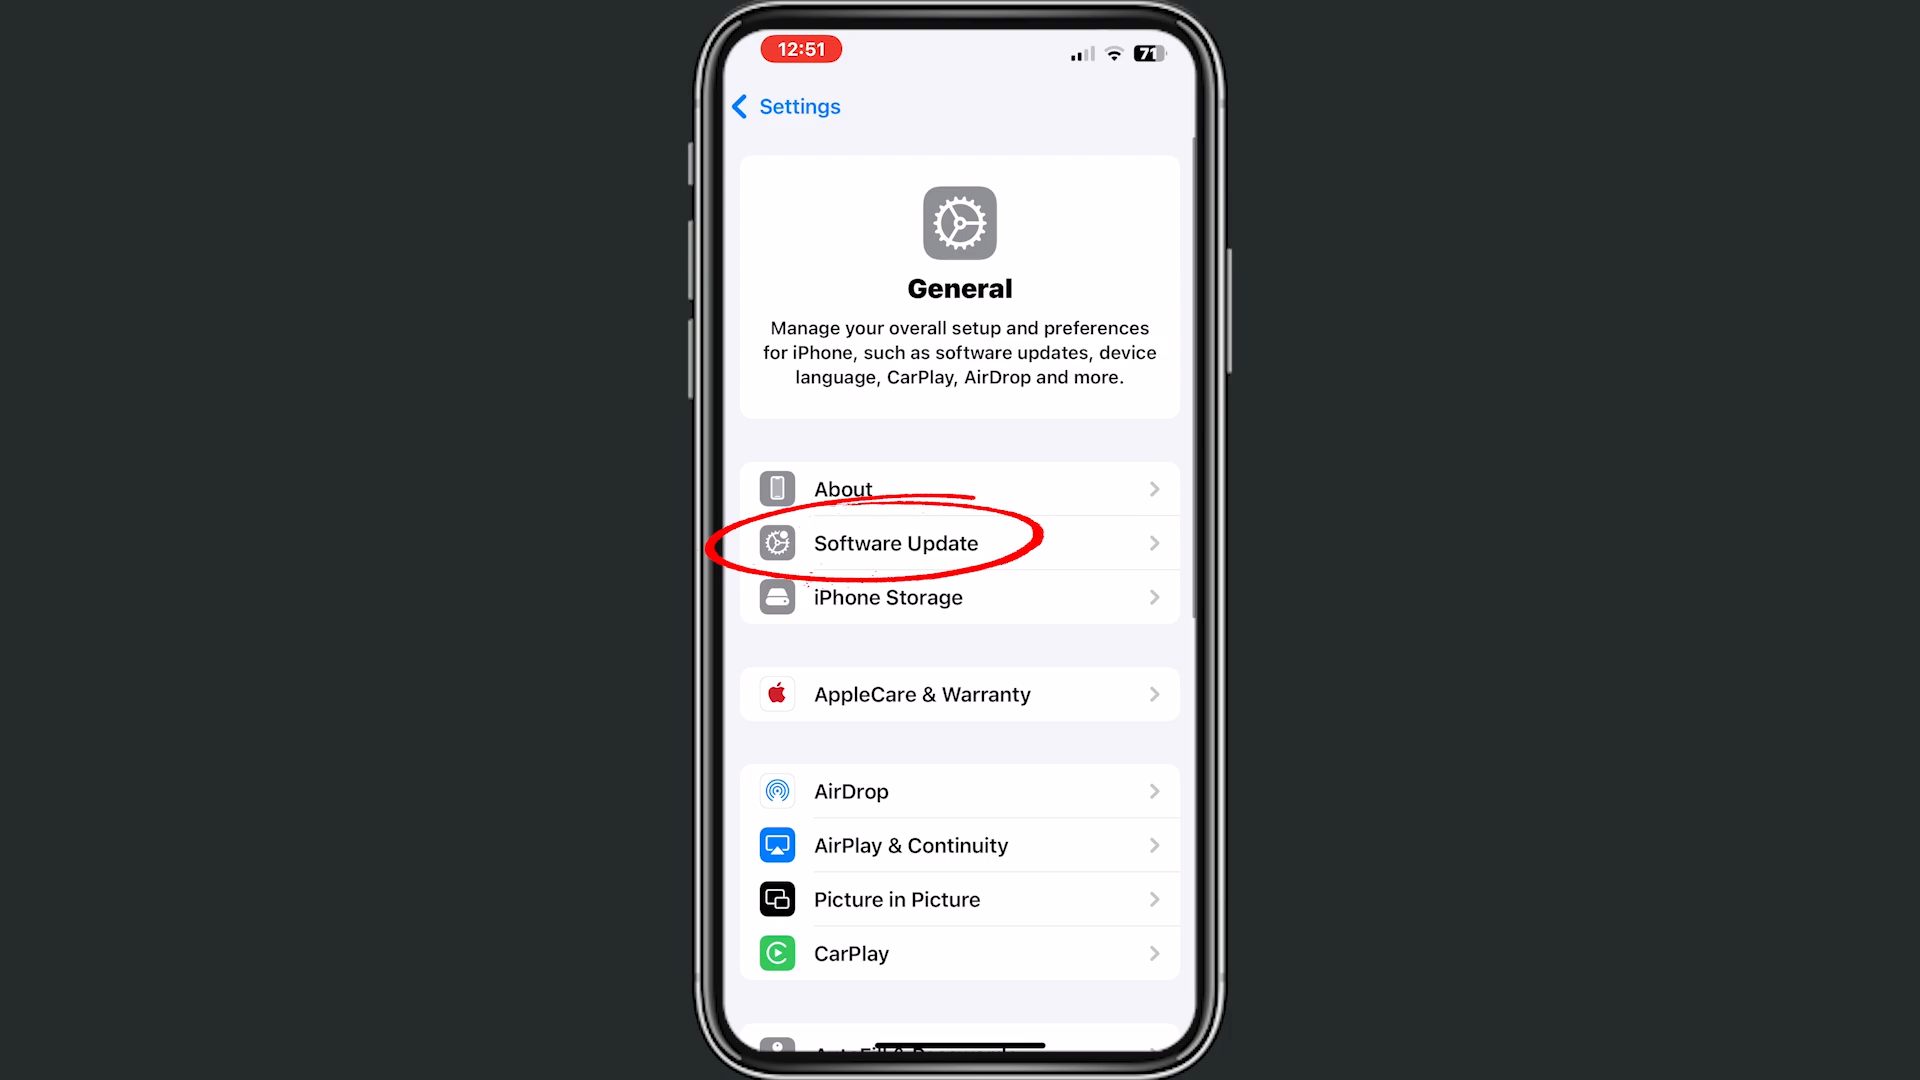 12:51
71
Settings
General
Manage your overall setup and preferences
for iPhone, such as software updates, device
language, CarPlay, AirDrop and more.
About
Software Update
iPhone Storage
AppleCare & Warranty
AirDrop
AirPlay & Continuity
Picture in Picture
CarPlay